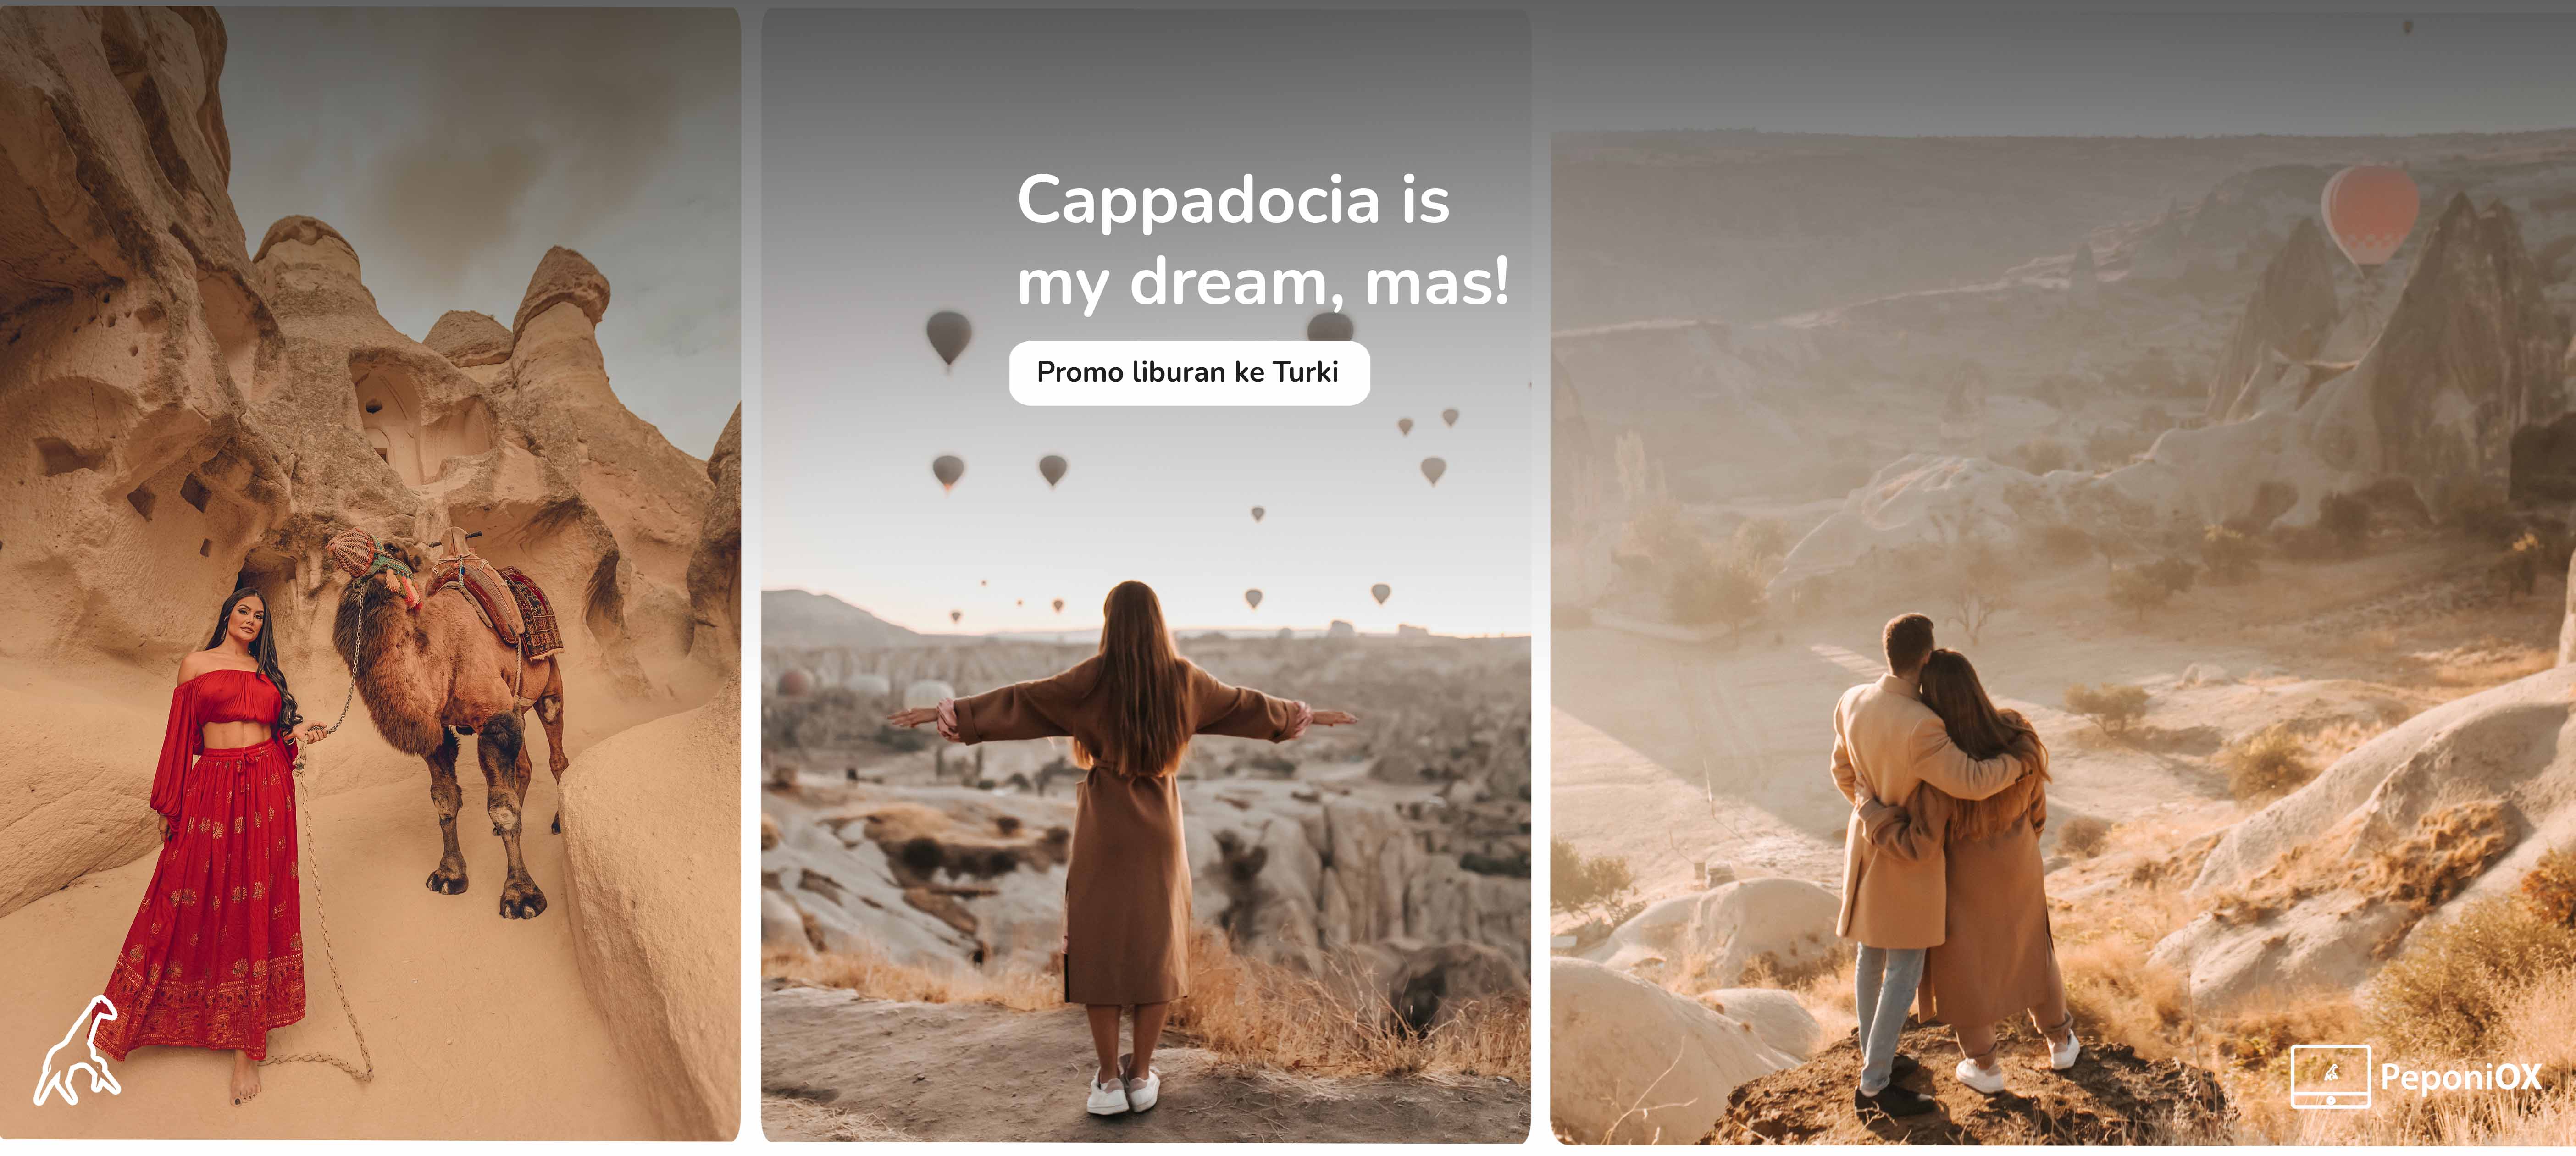 Cappadocia is
my dream, mas!
Promo liburan ke Turki
PeponiOX